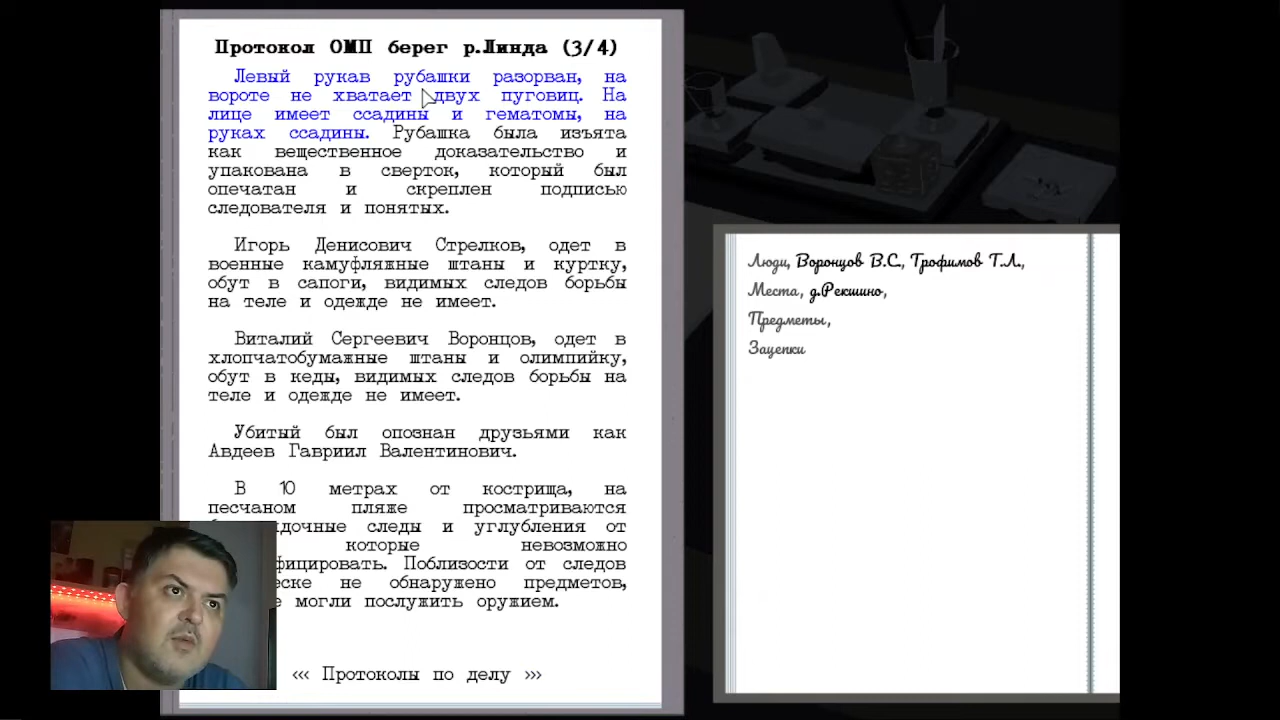 Протокол ОМП берег р.Линда (3/4)
Левый рукав рубашки разорван, на
вороте не хватает двух пуговиц. На
лице имеет ссадины и гематомы, на
руках ссадины. Рубашка была изъята
как вещественное доказательство и
упакована в сверток, который был
опечатан и скреплен подписью
следователя и понятых.
Игорь Денисович Стрелков, одет в
военные камуфляжные штаны и куртку,
обут в сапоги, видимых следов борьбы
на теле и одежде не имеет.
Виталий Сергеевич Воронцов, одет в
хлопчатобумажные штаны и олимпийку,
обут в кеды, видимых следов борьбы на
теле и одежде не имеет.
Убитый был опознан друзьями как
Авдеев Гавриил Валентинович.
В 10 метрах от кострища, на
песчаном пляже просматриваются
следы и углубления от
которые невозможно
Поблизости от следов
не обнаружено предметов,
могли послужить оружием.
‹‹‹ Протоколы по делу ›››
Люди, Воронцов В.С., Трофимов Т.Л.,
Места, д.Рекшино,
Предметы,
Зацепки